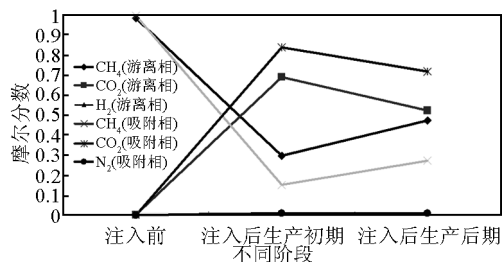 1
0.9
0.8
0.7
0.6
0.5
0.4
0.3
0.2
0.1
0
摩尔分数
CH₄(游离相)
CO₂(游离相)
H₂(游离相)
CH₄(吸附相)
CO₂(吸附相)
N₂(吸附相)
注入前 注入后生产初期 注入后生产后期
不同阶段